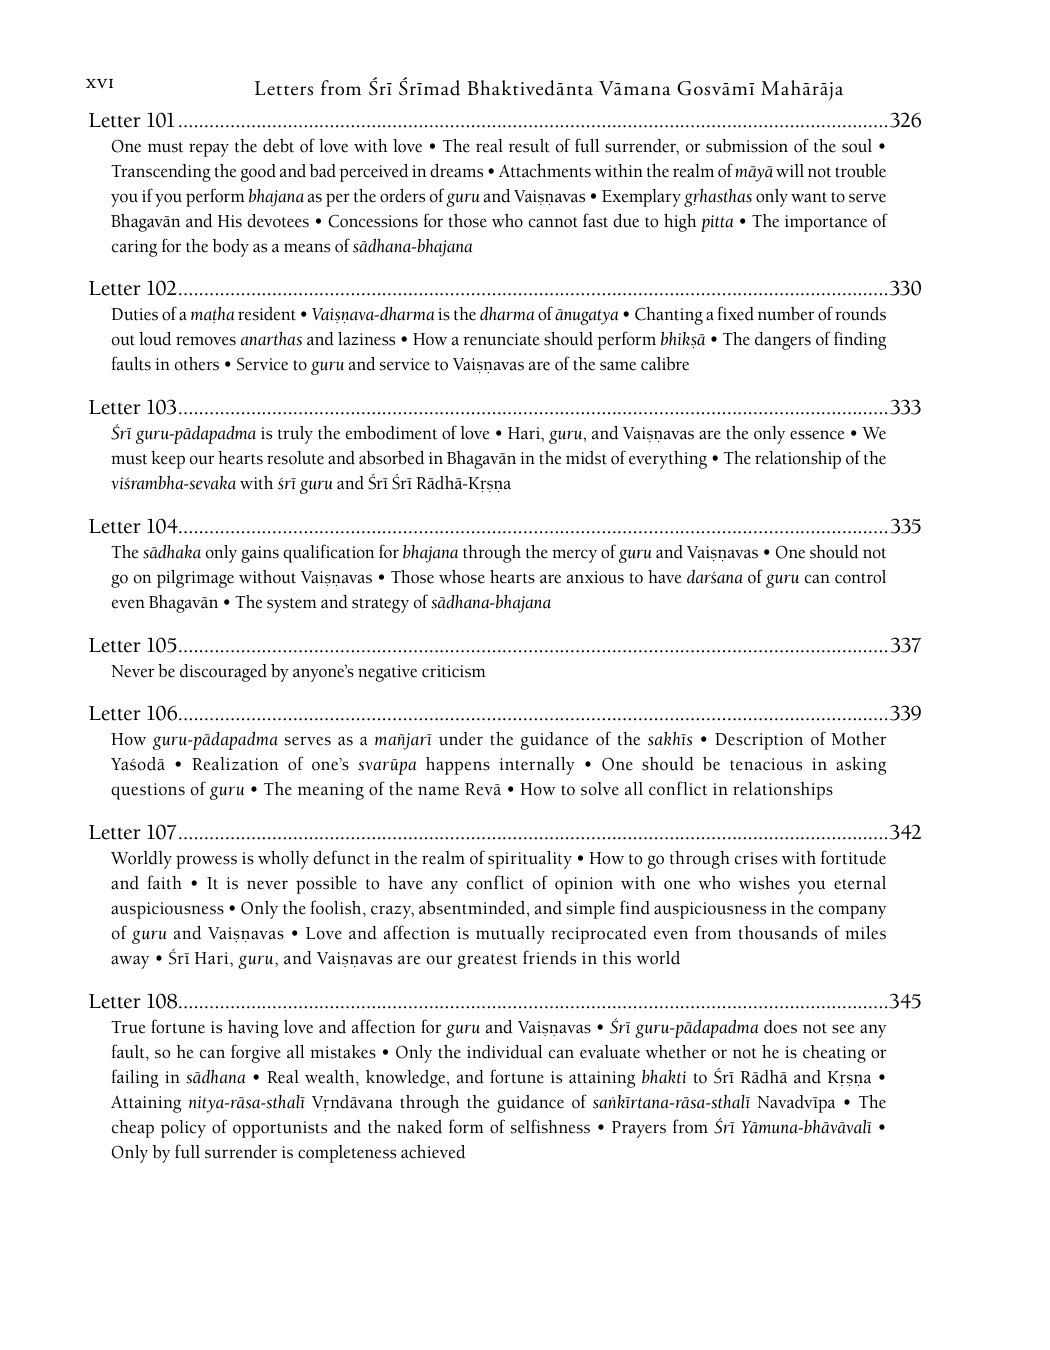 XVI
Letters from Śrī Śrīmad Bhaktivedānta Vāmana Gosvāmī Mahārāja
Letter 101.......................................................................................................................................326
One must repay the debt of love with love • The real result of full surrender, or submission of the soul •
Transcending the good and bad perceived in dreams • Attachments within the realm of māyā will not trouble
you if you perform bhajana as per the orders of guru and Vaiṣṇavas • Exemplary gṛhasthas only want to serve
Bhagavān and His devotees • Concessions for those who cannot fast due to high pitta • The importance of
caring for the body as a means of sādhana-bhajana
Letter 102.......................................................................................................................................330
Duties of a maṭha resident • Vaiṣṇava-dharma is the dharma of ānugatya • Chanting a fixed number of rounds
out loud removes anarthas and laziness • How a renunciate should perform bhikṣā • The dangers of finding
faults in others • Service to guru and service to Vaiṣṇavas are of the same calibre
Letter 103.......................................................................................................................................333
Śrī guru-pādapadma is truly the embodiment of love • Hari, guru, and Vaiṣṇavas are the only essence • We
must keep our hearts resolute and absorbed in Bhagavān in the midst of everything • The relationship of the
viśrambha-sevaka with śrī guru and Śrī Śrī Rādhā-Kṛṣṇa
Letter 104.......................................................................................................................................335
The sādhaka only gains qualification for bhajana through the mercy of guru and Vaiṣṇavas • One should not
go on pilgrimage without Vaiṣṇavas • Those whose hearts are anxious to have darśana of guru can control
even Bhagavān • The system and strategy of sādhana-bhajana
Letter 105.......................................................................................................................................337
Never be discouraged by anyone’s negative criticism
Letter 106.......................................................................................................................................339
How guru-pādapadma serves as a mañjarī under the guidance of the sakhīs • Description of Mother
Yaśodā • Realization of one’s svarūpa happens internally • One should be tenacious in asking
questions of guru • The meaning of the name Revā • How to solve all conflict in relationships
Letter 107.......................................................................................................................................342
Worldly prowess is wholly defunct in the realm of spirituality • How to go through crises with fortitude
and faith • It is never possible to have any conflict of opinion with one who wishes you eternal
auspiciousness • Only the foolish, crazy, absentminded, and simple find auspiciousness in the company
of guru and Vaiṣṇavas • Love and affection is mutually reciprocated even from thousands of miles
away • Śrī Hari, guru, and Vaiṣṇavas are our greatest friends in this world
Letter 108.......................................................................................................................................345
True fortune is having love and affection for guru and Vaiṣṇavas • Śrī guru-pādapadma does not see any
fault, so he can forgive all mistakes • Only the individual can evaluate whether or not he is cheating or
failing in sādhana • Real wealth, knowledge, and fortune is attaining bhakti to Śrī Rādhā and Kṛṣṇa •
Attaining nitya-rāsa-sthalī Vṛndāvana through the guidance of saṅkīrtana-rāsa-sthalī Navadvīpa • The
cheap policy of opportunists and the naked form of selfishness • Prayers from Śrī Yāmuna-bhāvāvalī •
Only by full surrender is completeness achieved